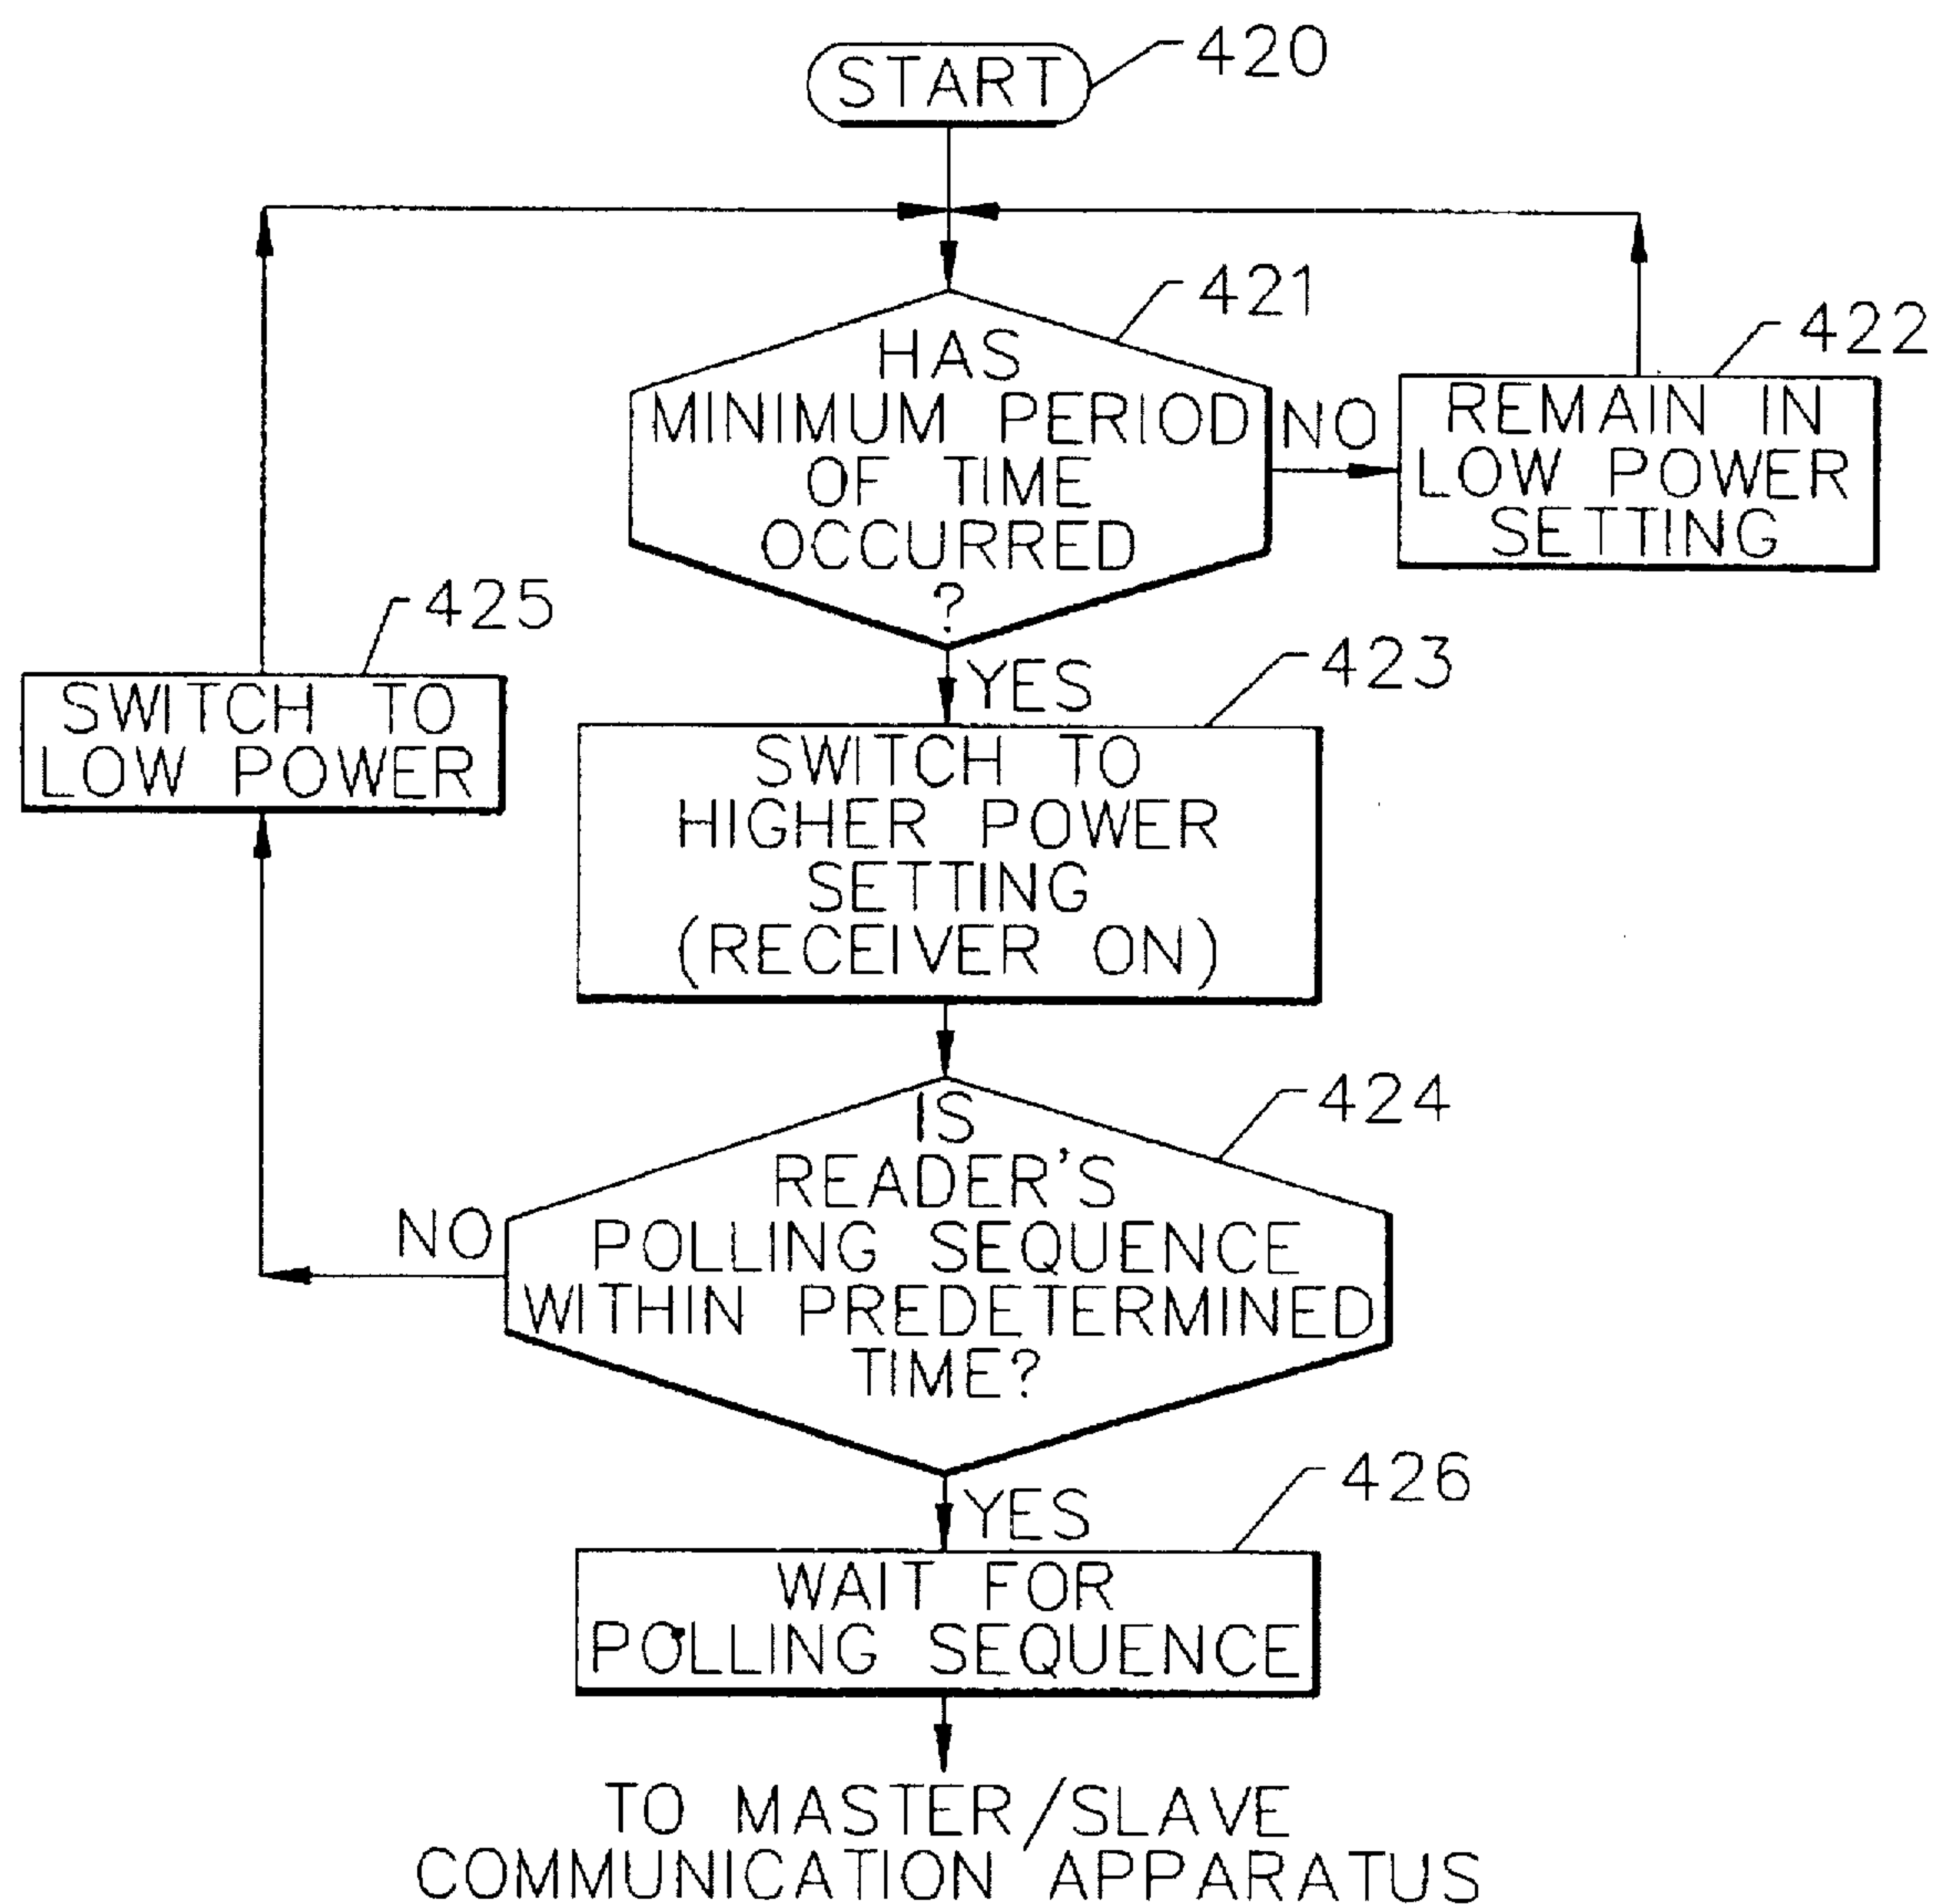 START
420
HAS
MINIMUM PERIOD
OF TIME
OCCURRED
?
421
NO
REMAIN IN
LOW POWER
SETTING
422
YES
SWITCH TO
HIGHER POWER
SETTING
(RECEIVER ON)
423
SWITCH TO
LOW POWER
425
IS
READER'S
POLLING SEQUENCE
WITHIN PREDETERMINED
TIME?
424
NO
YES
WAIT FOR
POLLING SEQUENCE
426
TO MASTER/SLAVE
COMMUNICATION APPARATUS